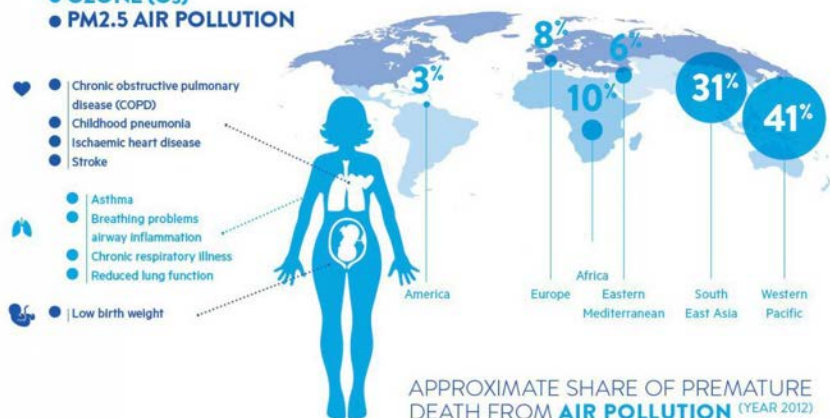 OZONE (O₃)
PM2.5 AIR POLLUTION
Chronic obstructive pulmonary
disease (COPD)
Childhood pneumonia
Ischaemic heart disease
Stroke
Asthma
Breathing problems
airway inflammation
Chronic respiratory illness
Reduced lung function
Low birth weight
3%
8%
6%
10%
31%
41%
America
Europe
Africa
Eastern
Mediterranean
South
East Asia
Western
Pacific
APPROXIMATE SHARE OF PREMATURE
DEATH FROM AIR POLLUTION (YEAR 2012)